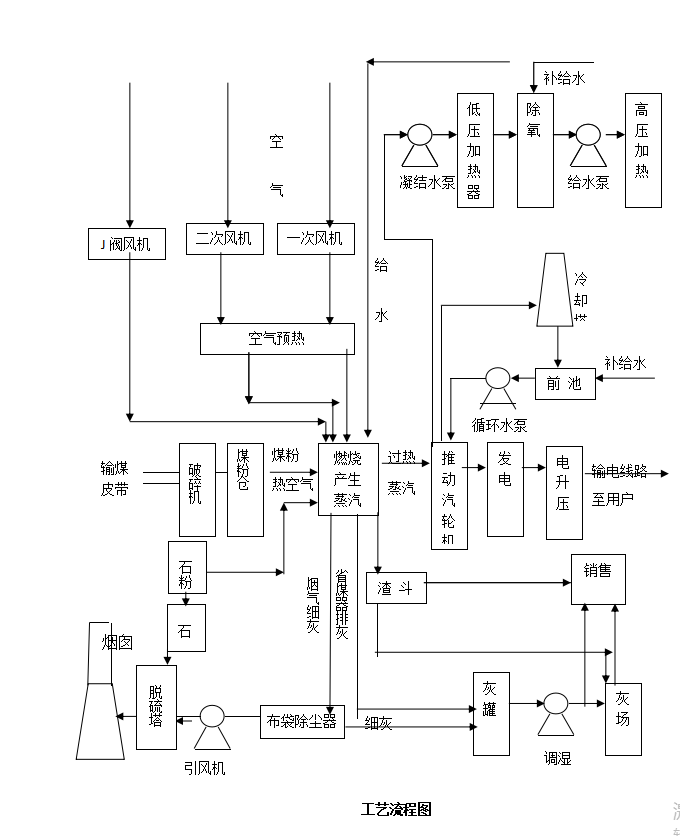 补给水
低压加热器
除氧
高压加热
空气
凝结水泵
给水泵
J阀风机
二次风机
一次风机
给水
冷却塔
空气预热
补给水
前 池
循环水泵
输煤
皮带
破碎机
煤粉仓
煤粉
热空气
燃烧
产生
蒸汽
过热
蒸汽
推动汽轮机
发电
电升压
输电线路
至用户
石粉
烟气细灰
省煤器排灰
渣 斗
销售
石
烟囱
脱硫塔
布袋除尘器
细灰
灰罐
灰场
引风机
调湿
工艺流程图